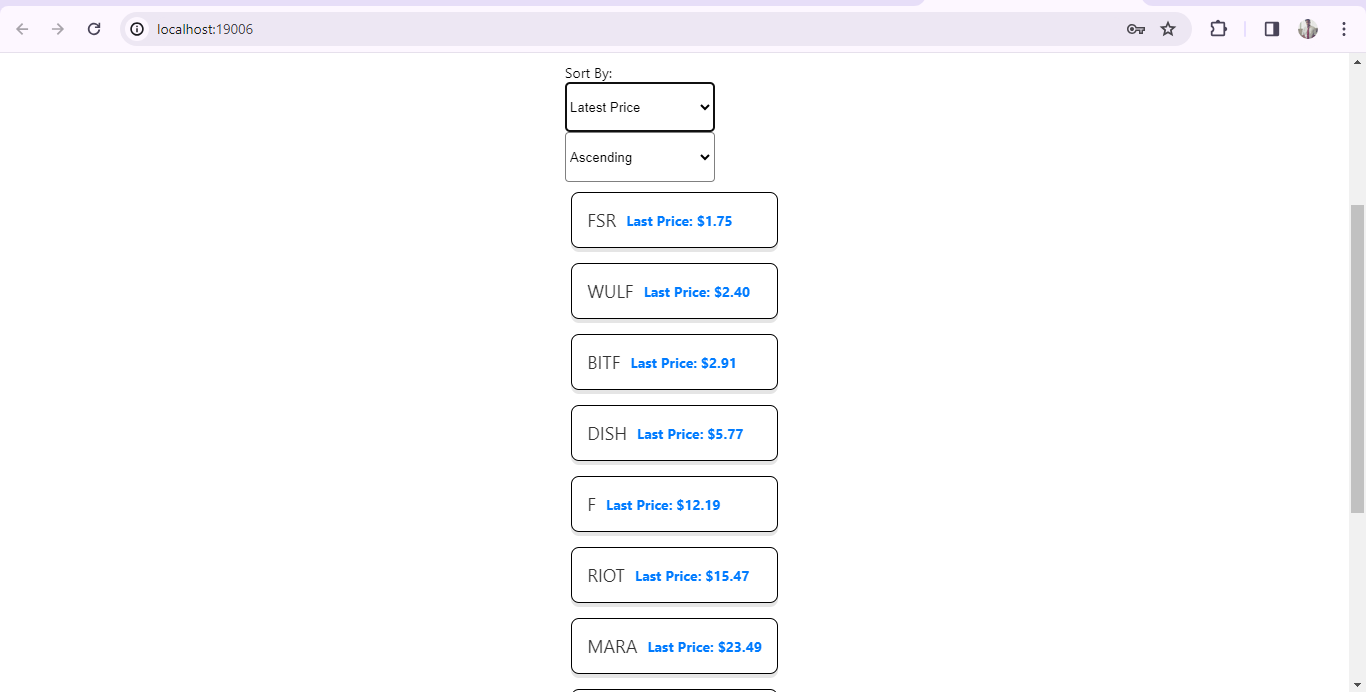 localhost:19006
Sort By:
Latest Price
Ascending
FSR Last Price: $1.75
WULF Last Price: $2.40
BITF Last Price: $2.91
DISH Last Price: $5.77
F Last Price: $12.19
RIOT Last Price: $15.47
MARA Last Price: $23.49